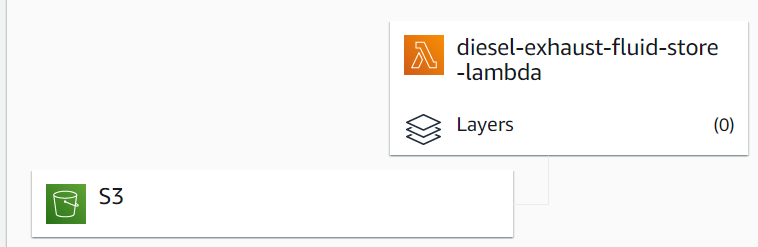 diesel-exhaust-fluid-store
-lambda
Layers (0)
S3